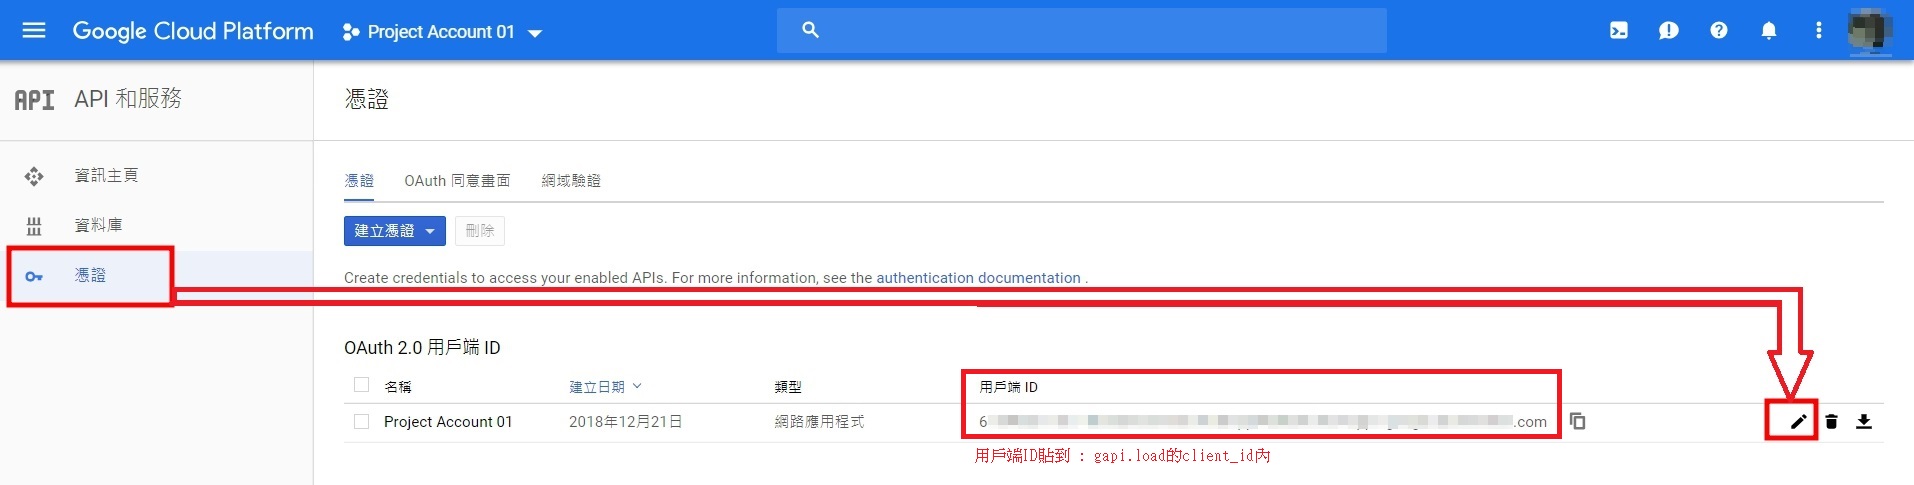 Google Cloud Platform Project Account 01
API API 和服務
憑證
資訊主頁
資料庫
憑證
憑證 OAuth 同意畫面 網域驗證
建立憑證 刪除
Create credentials to access your enabled APIs. For more information, see the authentication documentation .
OAuth 2.0 用戶端 ID
名稱 建立日期 類型 用戶端 ID
Project Account 01 2018年12月21日 網路應用程式 6 .com
用戶端ID貼到 : gapi.load的client_id內